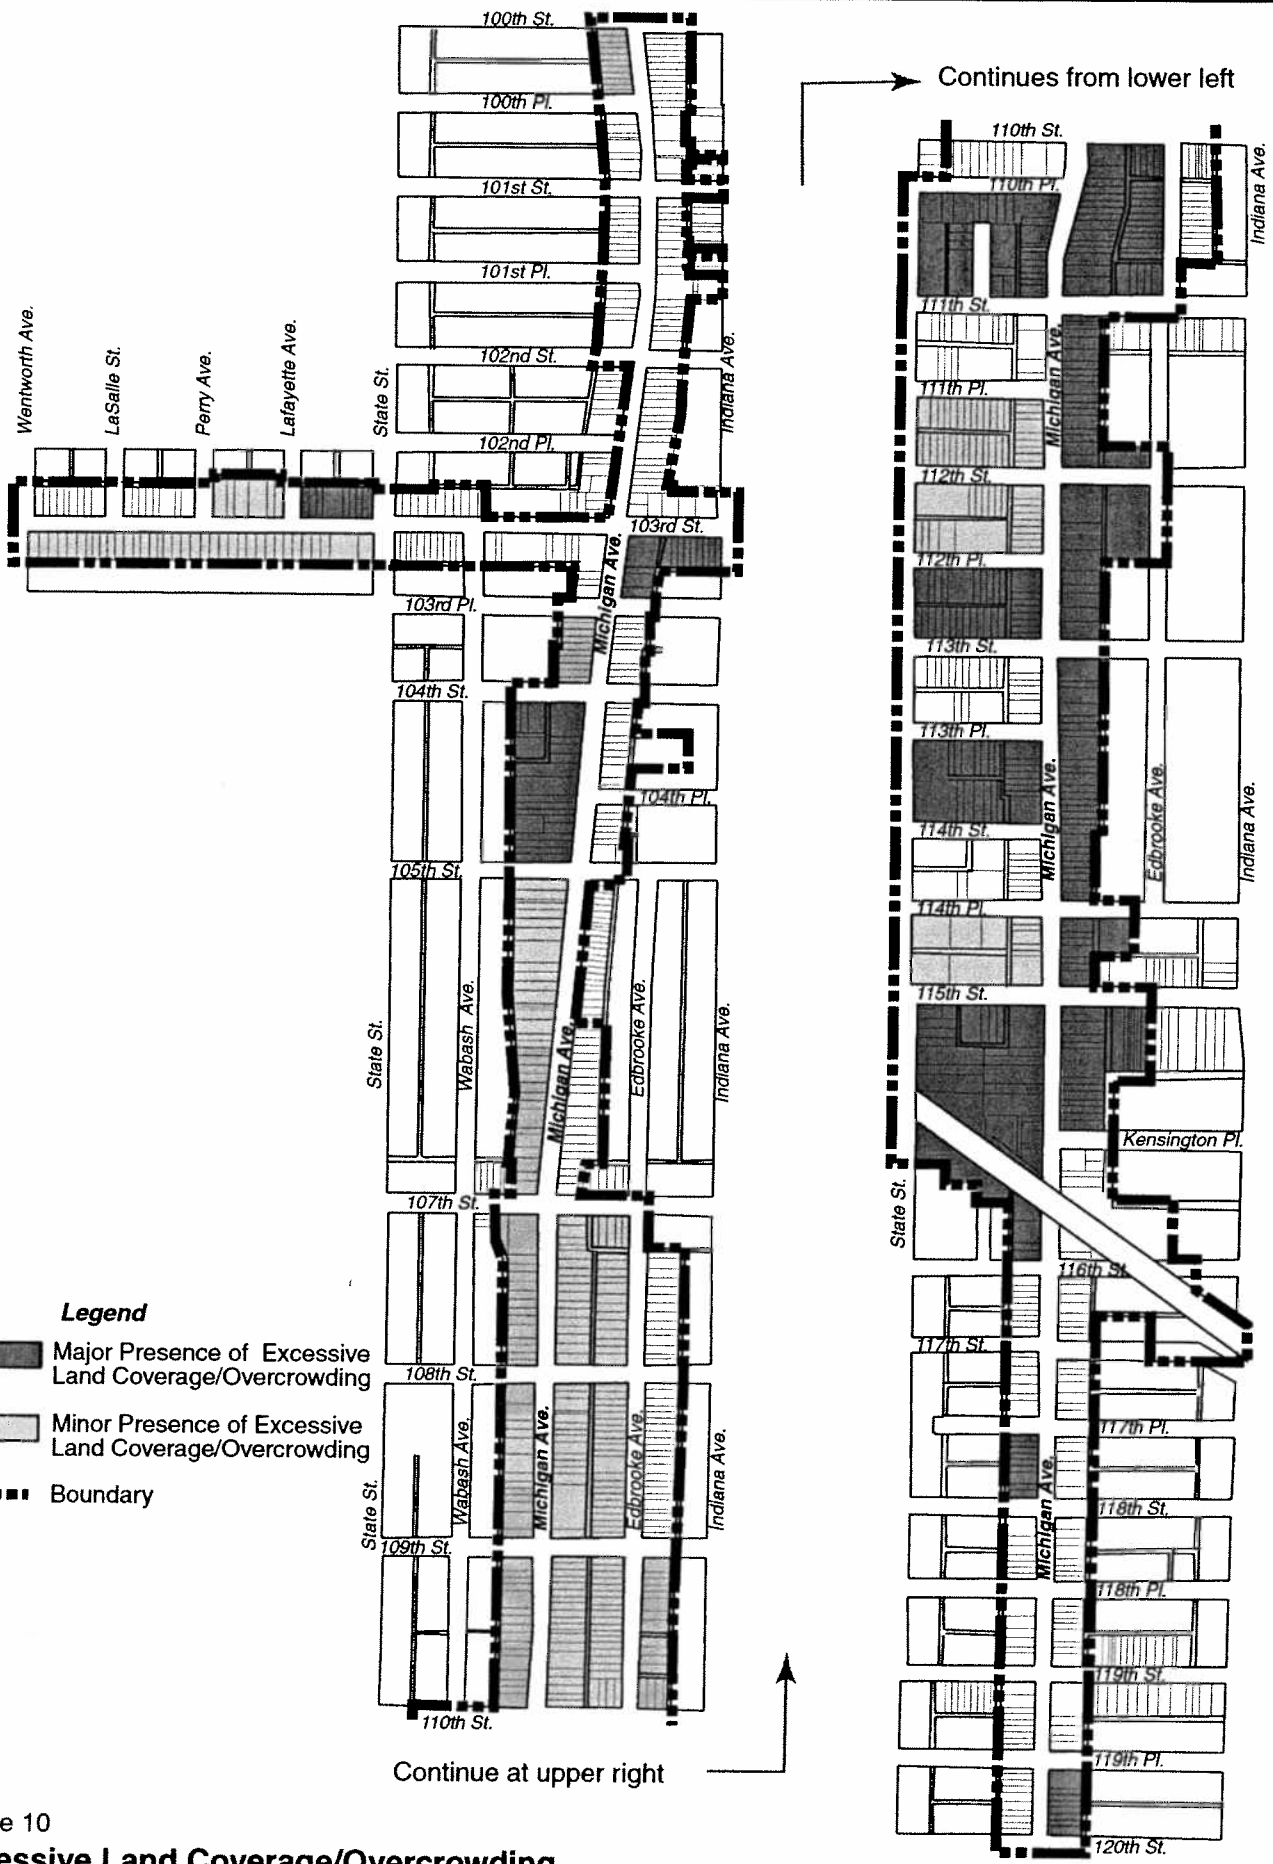 100th St.
100th Pl.
101st St.
101st Pl.
102nd St.
102nd Pl.
Wentworth Ave.
LaSalle St.
Perry Ave.
Lafayette Ave.
State St.
Indiana Ave.
103rd St.
Michigan Ave.
103rd Pl.
104th St.
104th Pl.
105th St.
State St.
Wabash Ave.
Michigan Ave.
Edbrooke Ave.
Indiana Ave.
107th St.
108th St.
State St.
Wabash Ave.
Michigan Ave.
Edbrooke Ave.
Indiana Ave.
109th St.
110th St.
Continue at upper right
Legend
Major Presence of Excessive
Land Coverage/Overcrowding
Minor Presence of Excessive
Land Coverage/Overcrowding
Boundary
Continues from lower left
110th St.
110th Pl.
Indiana Ave.
111th St.
Michigan Ave.
111th Pl.
112th St.
112th Pl.
113th St.
113th Pl.
Michigan Ave.
Edbrooke Ave.
Indiana Ave.
114th St.
114th Pl.
115th St.
Kensington Pl.
State St.
116th St.
117th St.
117th Pl.
Michigan Ave.
118th St.
118th Pl.
119th St.
119th Pl.
120th St.
e 10
essive Land Coverage/Overcrowding